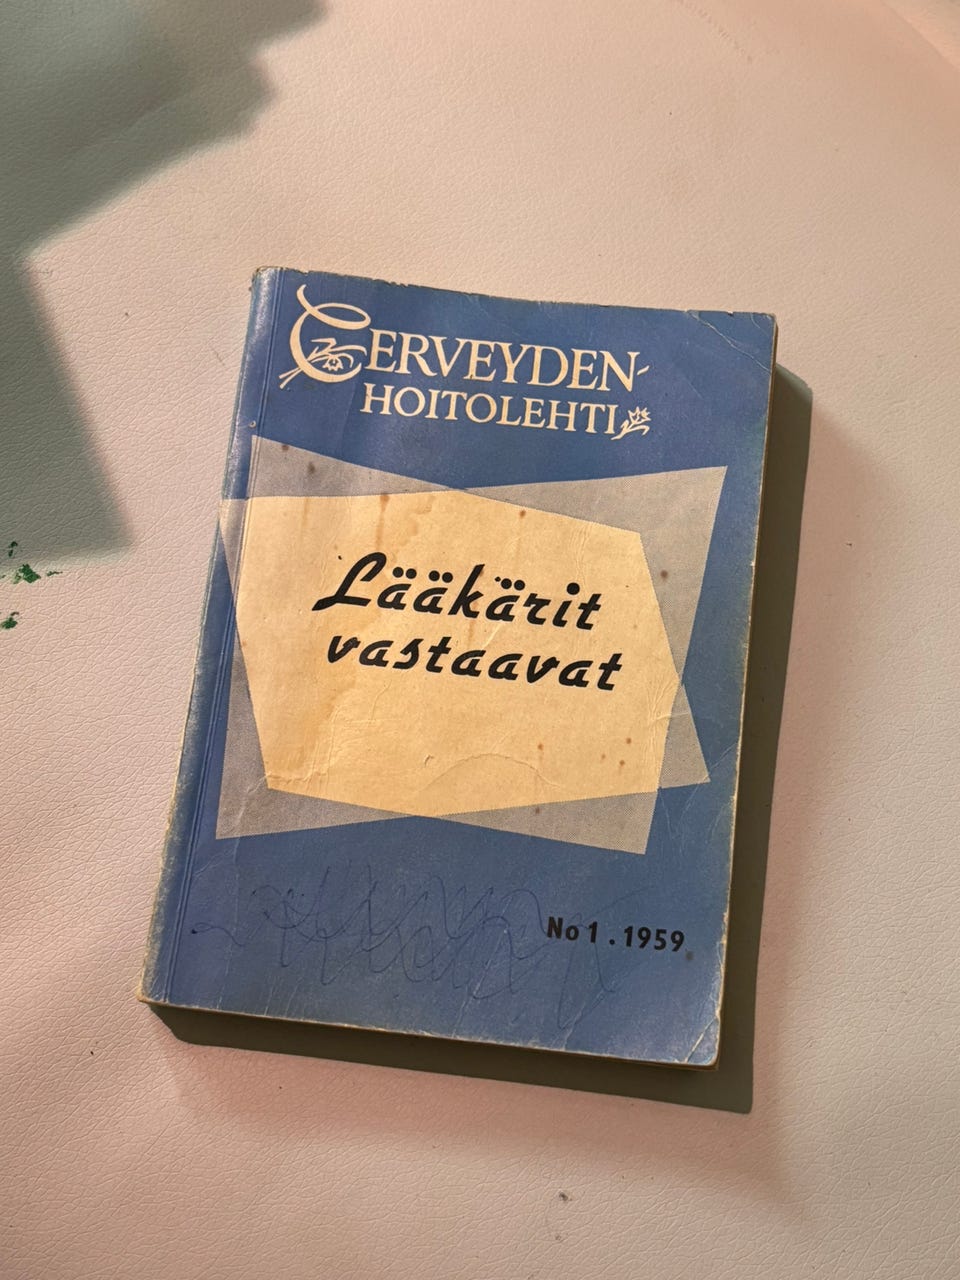 TERVEYDEN-
HOITOLEHTI
Lääkärit
vastaavat
No 1 . 1959